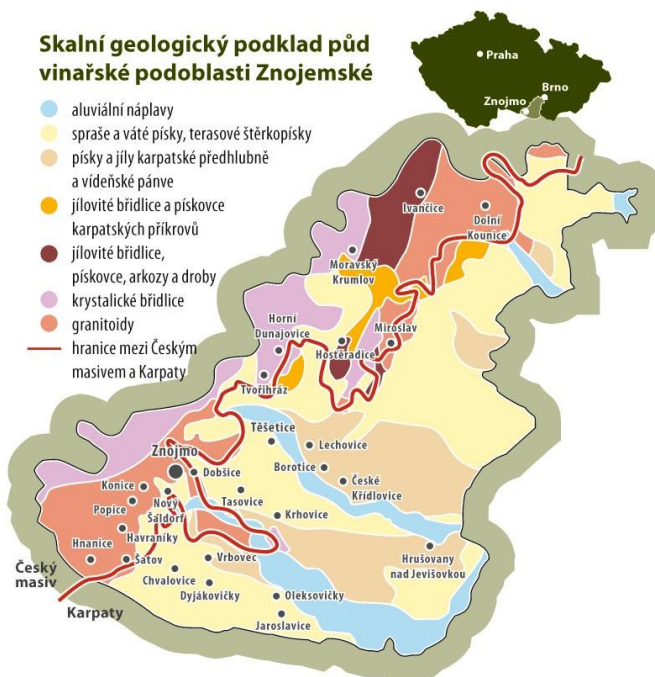 Skalní geologický podklad půd
vinařské podoblasti Znojemské
Praha
Brno
Znojmo
aluviální náplavy
spraše a váté písky, terasové štěrkopísky
písky a jíly karpatské předhlubně
a vídeňské pánve
jílovité břidlice a pískovce
karpatských příkrovů
jílovité břidlice,
pískovce, arkozy a droby
krystalické břidlice
granitoidy
hranice mezi Českým
masivem a Karpaty
Ivančice
Dolní
Kounice
Moravský
Krumlov
Horní
Dunajovice
Miroslav
Hostěradice
Tvořihráz
Těšetice
Lechovice
Znojmo
Dobšice
Borotice
České
Křídlovice
Konice
Tasovice
Popice
Nový
Šaldorf
Krhovice
Havraníky
Hnanice
Šatov
Vrbovec
Hrušovany
nad Jevišovkou
Český
masiv
Chvalovice
Dyjákovičky
Oleksovičky
Karpaty
Jaroslavice